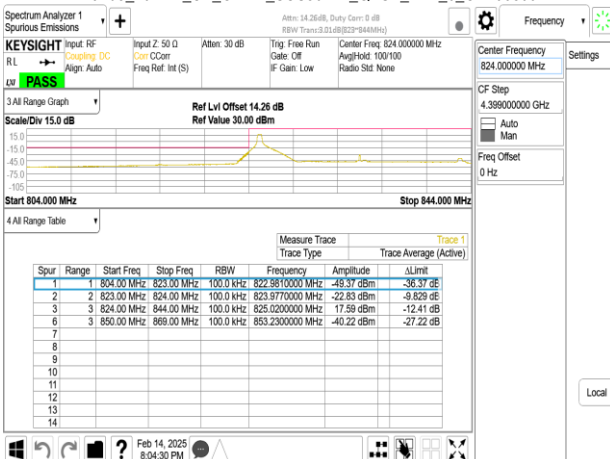 Spectrum Analyzer 1
Spurious Emissions
Attn: 14.26dB, Duty Corr: 0 dB
RBW Trans:3.01dB(823~844MHz)
Frequency
KEYSIGHT
RL
PASS
Input: RF
Coupling: DC
Align: Auto
Input Z: 50 Ω
Corr CCorr
Freq Ref: Int (S)
Atten: 30 dB
Trig: Free Run
Gate: Off
IF Gain: Low
Center Freq: 824.000000 MHz
Avg|Hold: 100/100
Radio Std: None
Center Frequency
824.000000 MHz
Settings
CF Step
4.399000000 GHz
Auto
Man
Freq Offset
0 Hz
Local
3 All Range Graph
Scale/Div 15.0 dB
Ref Lvl Offset 14.26 dB
Ref Value 30.00 dBm
15.0
-15.0
-45.0
-75.0
-105
Start 804.000 MHz
Stop 844.000 MHz
4 All Range Table
Measure Trace Trace 1
Trace Type Trace Average (Active)
Spur Range Start Freq Stop Freq RBW Frequency Amplitude ΔLimit
1 1 804.00 MHz 823.00 MHz 100.0 kHz 822.9810000 MHz -49.37 dBm -36.37 dB
2 2 823.00 MHz 824.00 MHz 100.0 kHz 823.9770000 MHz -22.83 dBm -9.829 dB
3 3 824.00 MHz 844.00 MHz 100.0 kHz 825.0200000 MHz 17.59 dBm -12.41 dB
6 3 850.00 MHz 869.00 MHz 100.0 kHz 853.2300000 MHz -40.22 dBm -27.22 dB
7
8
9
10
11
12
13
14
Feb 14, 2025
8:04:30 PM